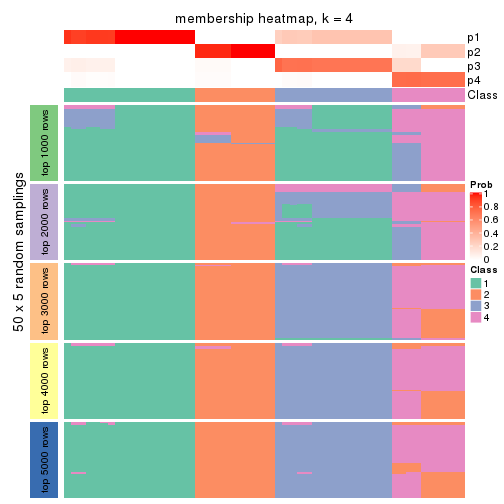 membership heatmap, k = 4
p1
p2
p3
p4
Class
50 x 5 random samplings
top 1000 rows
top 2000 rows
top 3000 rows
top 4000 rows
top 5000 rows
Prob
1
0.8
0.6
0.4
0.2
0
Class
1
2
3
4